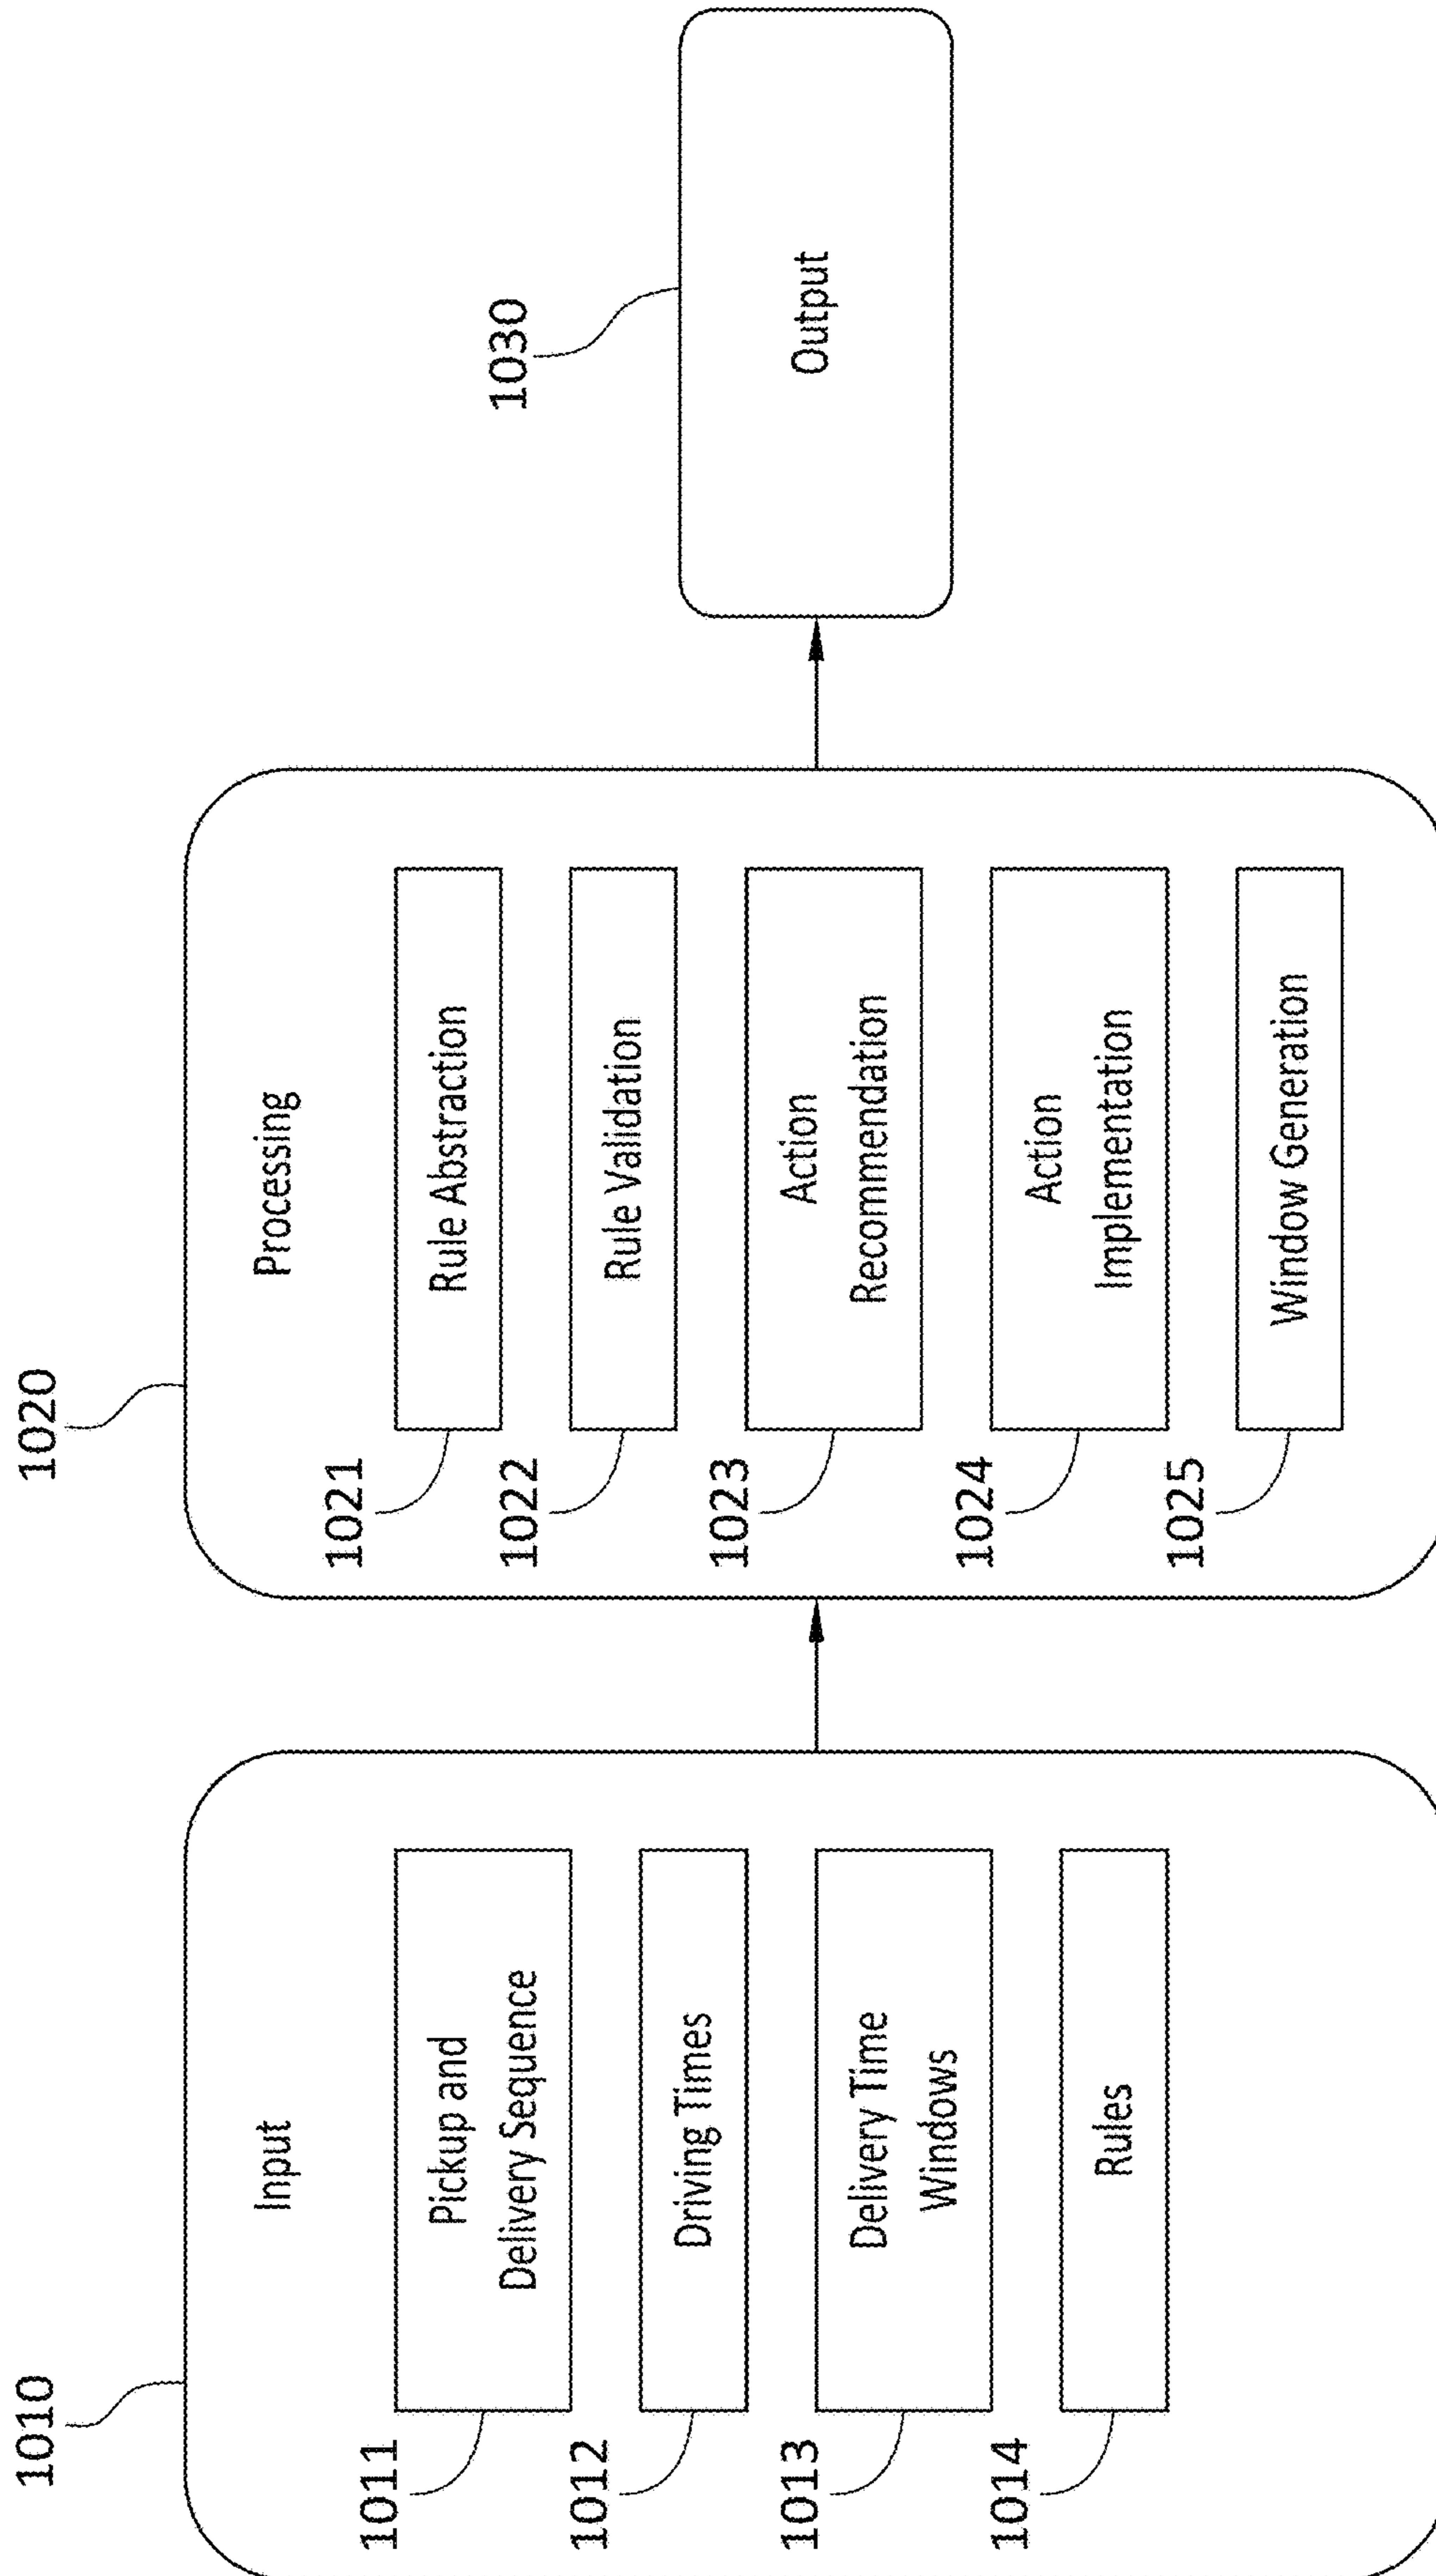 1010
Input
1011
Pickup and
Delivery Sequence
1012
Driving Times
1013
Delivery Time
Windows
1014
Rules
1020
Processing
1021
Rule Abstraction
1022
Rule Validation
1023
Action
Recommendation
1024
Action
Implementation
1025
Window Generation
1030
Output